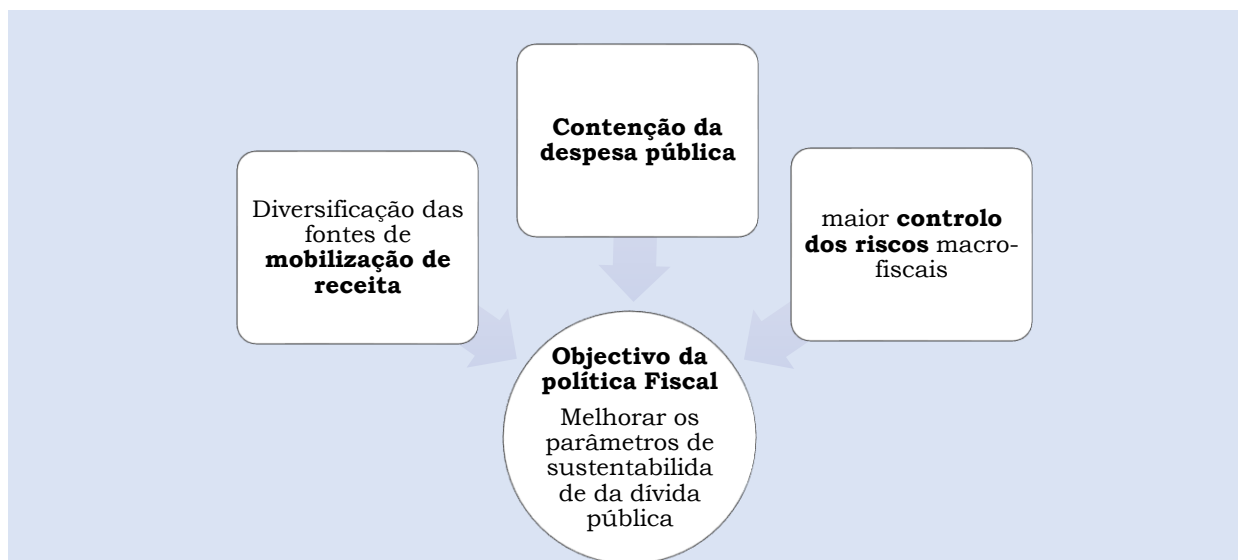 Contenção da
despesa pública
Diversificação das
fontes de
mobilização de
receita
maior controlo
dos riscos macro-
fiscais
Objectivo da
política Fiscal
Melhorar os
parâmetros de
sustentabilida
de da dívida
pública